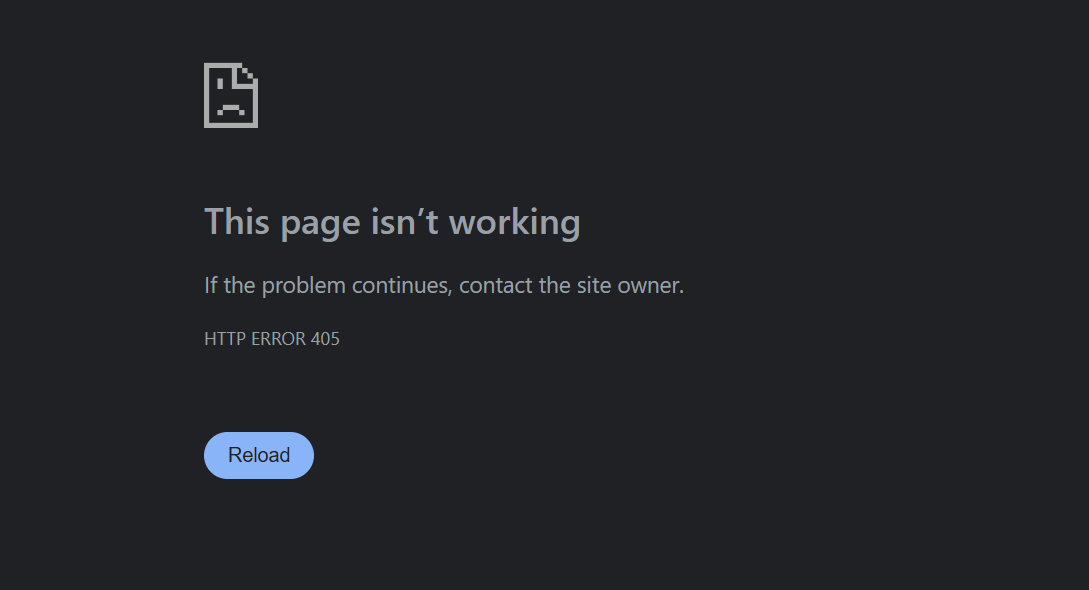 This page isn’t working
If the problem continues, contact the site owner.
HTTP ERROR 405
Reload